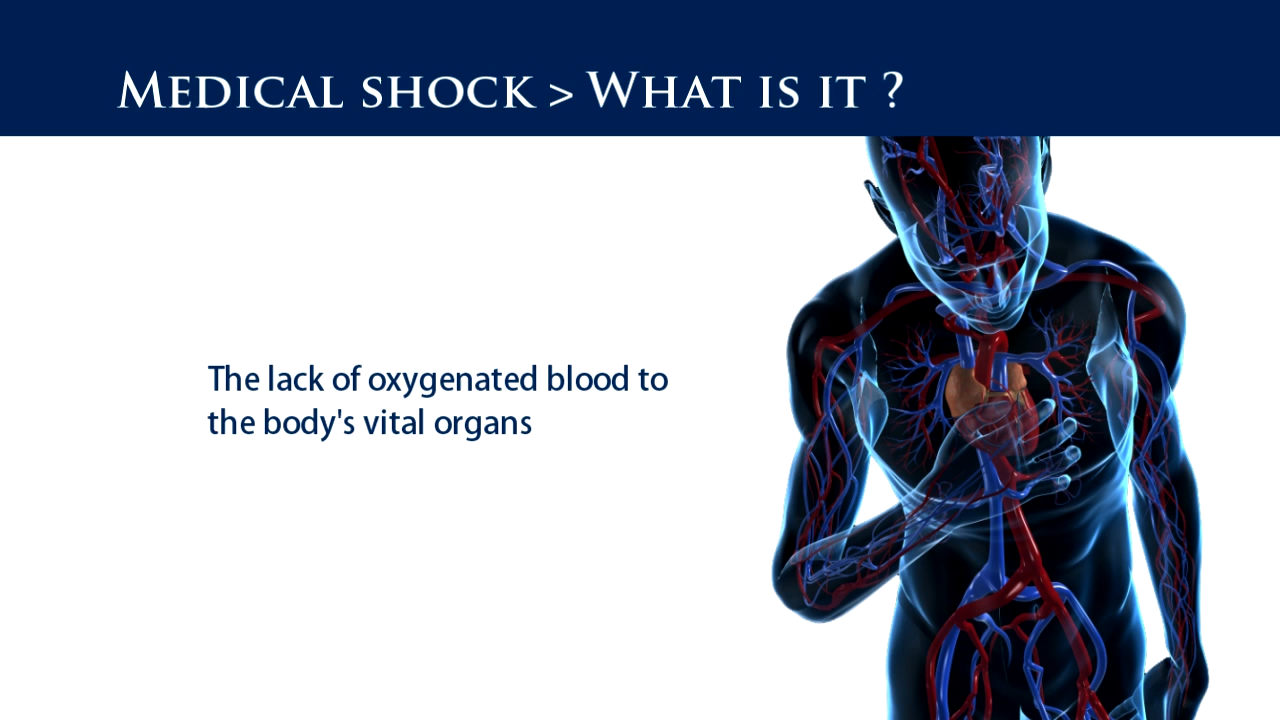 Medical shock > What is it ?
The lack of oxygenated blood to
the body's vital organs